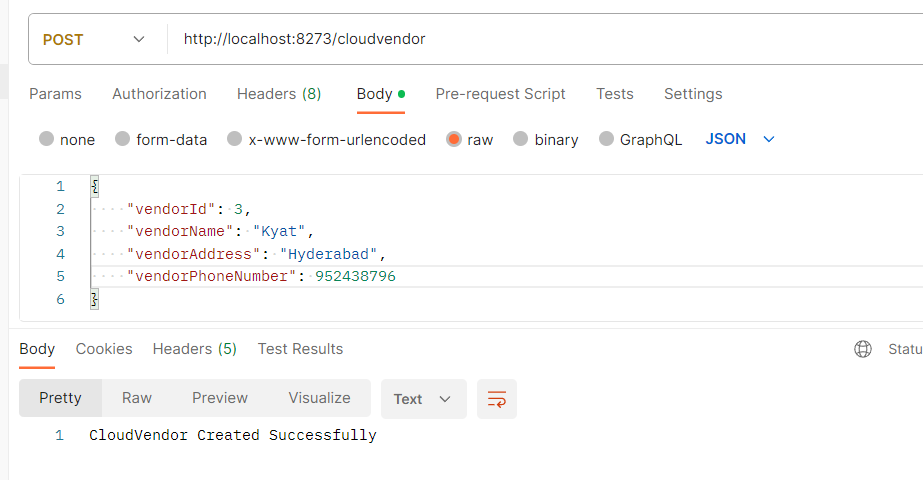 POST http://localhost:8273/cloudvendor
Params Authorization Headers (8) Body Pre-request Script Tests Settings
none form-data x-www-form-urlencoded raw binary GraphQL JSON
1 {
2 "vendorId": 3,
3 "vendorName": "Kyat",
4 "vendorAddress": "Hyderabad",
5 "vendorPhoneNumber": 952438796
6 }
Body Cookies Headers (5) Test Results Statu
Pretty Raw Preview Visualize Text
1 CloudVendor Created Successfully